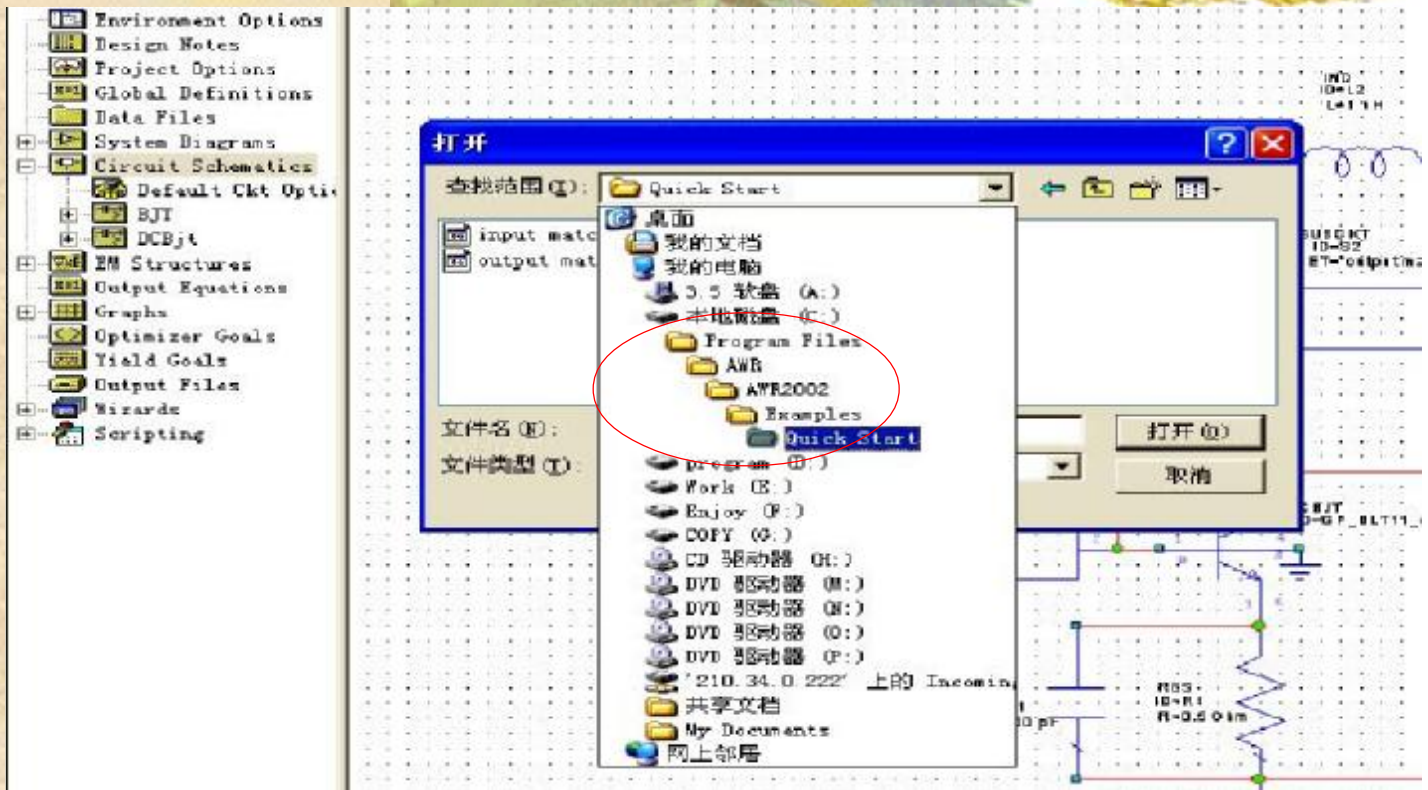 Environment Options
Design Notes
Project Options
Global Definitions
Data Files
System Diagrams
Circuit Schematics
Default Ckt Opti
BJT
DCBjt
EM Structures
Output Equations
Graphs
Optimizer Goals
Yield Goals
Output Files
Wizards
Scripting
打开
查找范围(I):
Quick Start
input matc
output mat
桌面
我的文档
我的电脑
3.5 软盘 (A:)
本地磁盘 (C:)
Program Files
AWR
AWR2002
Examples
Quick Start
program (D:)
Work (E:)
Enjoy (F:)
COPY (G:)
CD 驱动器 (H:)
DVD 驱动器 (M:)
DVD 驱动器 (N:)
DVD 驱动器 (O:)
DVD 驱动器 (P:)
'210.34.0.222' 上的 Incoming
共享文档
My Documents
网上邻居
文件名(N):
文件类型(T):
打开(O)
取消
IND
ID=L2
SUBCKT
ID=S2
RES
ID=R1